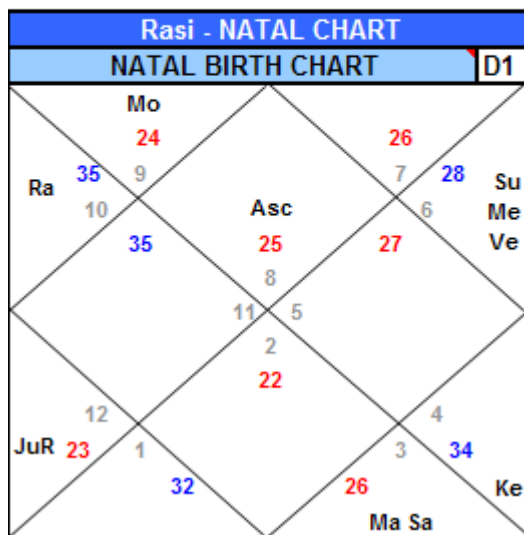 Rasi - NATAL CHART
NATAL BIRTH CHART D1
Mo
24 26
35 9 7 28
Ra Su
10 Asc 6 Me
35 25 27 Ve
8
11 5
2
22
12 4
JuR 23 1 3 34
32 26 Ke
Ma Sa